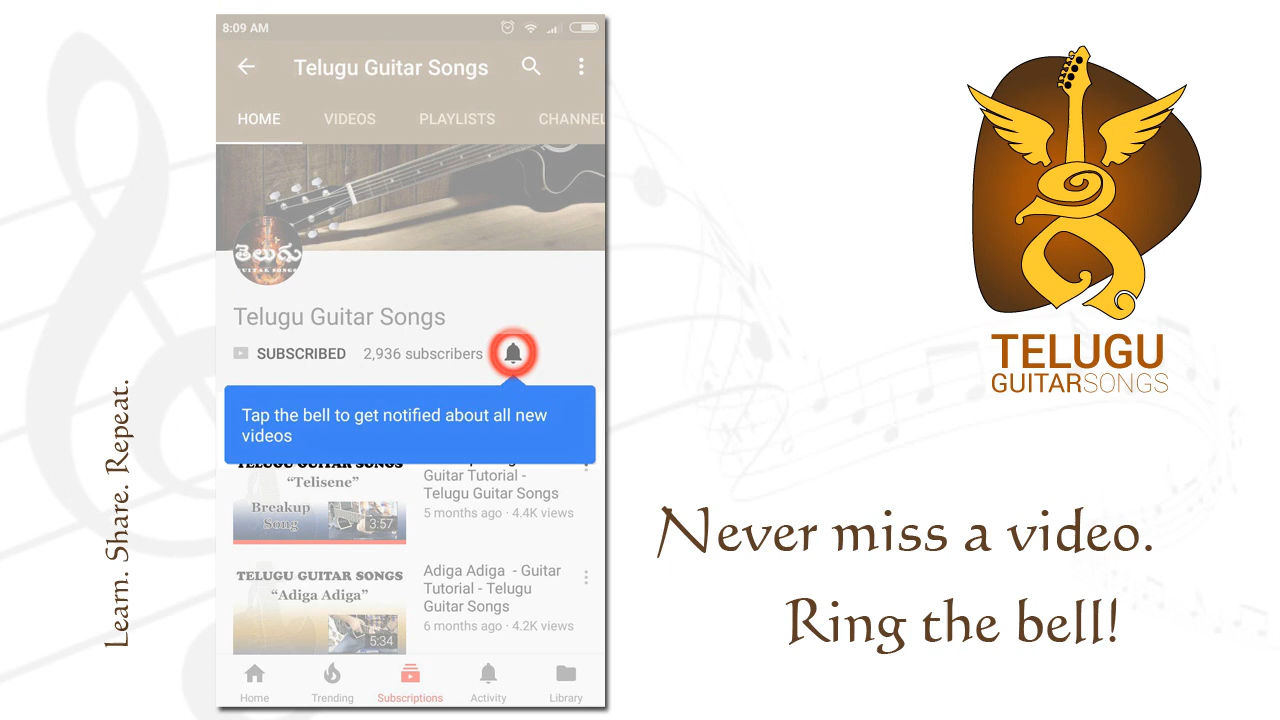 8:09 AM
Telugu Guitar Songs
HOME VIDEOS PLAYLISTS CHANNEL
తెలుగు
GUITAR SONGS
Telugu Guitar Songs
SUBSCRIBED 2,936 subscribers
Tap the bell to get notified about all new
videos
TELUGU GUITAR SONGS
“Telisene”
Breakup
Song
3:57
Guitar Tutorial -
Telugu Guitar Songs
5 months ago · 4.4K views
TELUGU GUITAR SONGS
“Adiga Adiga”
5:34
Adiga Adiga - Guitar
Tutorial - Telugu
Guitar Songs
6 months ago · 4.2K views
Home Trending Subscriptions Activity Library
Learn. Share. Repeat.
TELUGU
GUITARSONGS
Never miss a video.
Ring the bell!